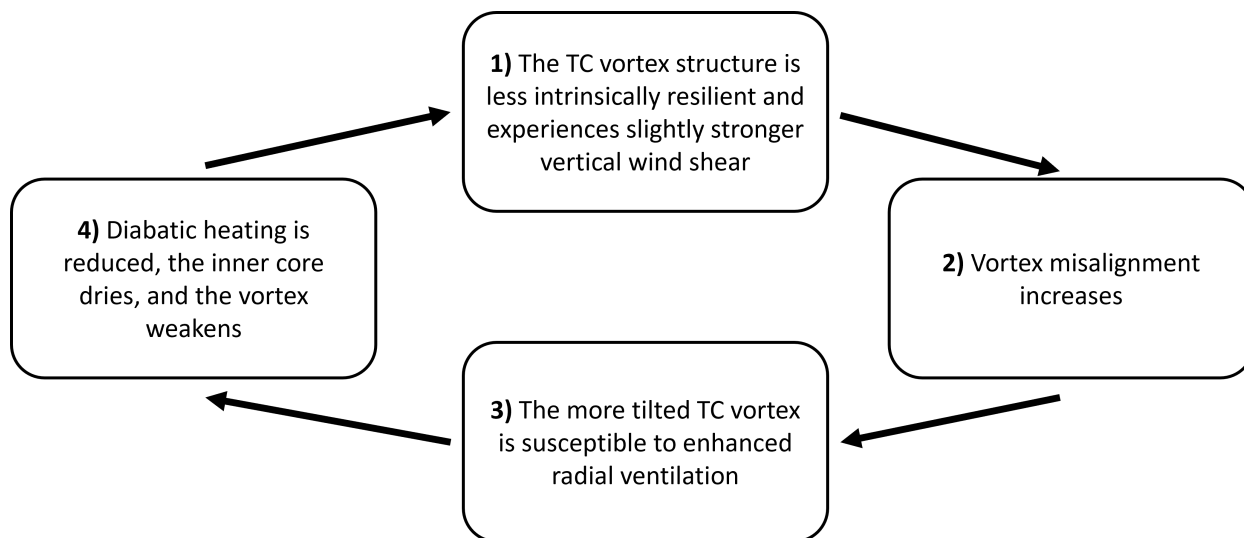 1) The TC vortex structure is
less intrinsically resilient and
experiences slightly stronger
vertical wind shear
2) Vortex misalignment
increases
3) The more tilted TC vortex
is susceptible to enhanced
radial ventilation
4) Diabatic heating is
reduced, the inner core
dries, and the vortex
weakens